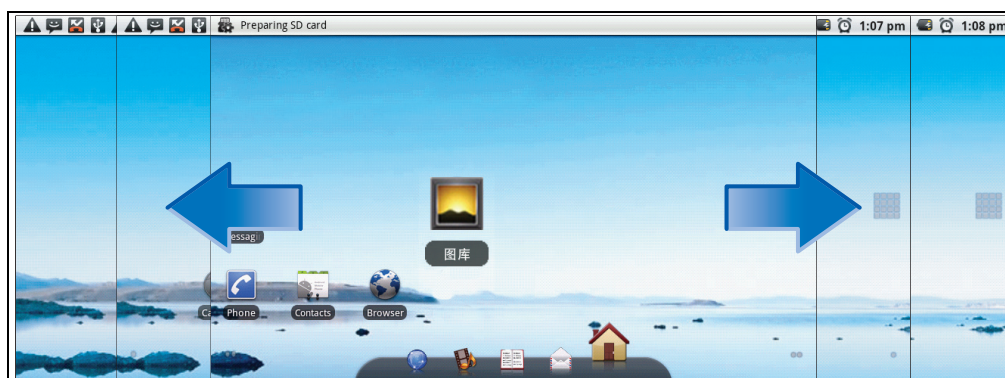 Preparing SD card
1:07 pm
1:08 pm
图库
Phone
Contacts
Browser